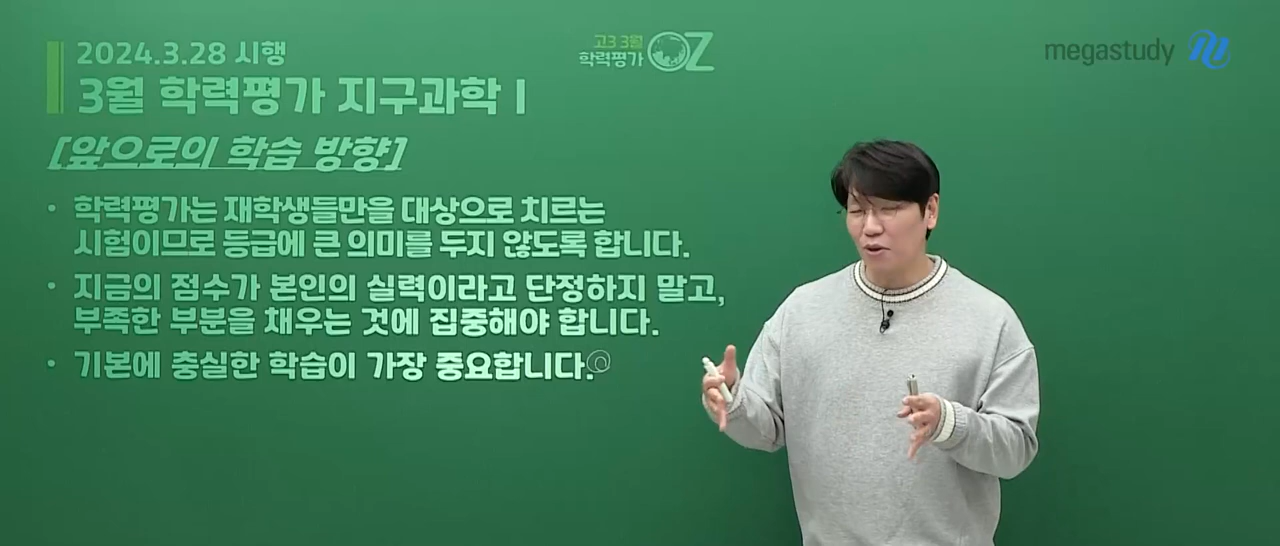 2024.3.28 시행
3월 학력평가 지구과학 I
[앞으로의 학습 방향]
• 학력평가는 재학생들만을 대상으로 치르는
시험이므로 등급에 큰 의미를 두지 않도록 합니다.
• 지금의 점수가 본인의 실력이라고 단정하지 말고,
부족한 부분을 채우는 것에 집중해야 합니다.
• 기본에 충실한 학습이 가장 중요합니다.
고3 3월
학력평가 OZ
megastudy